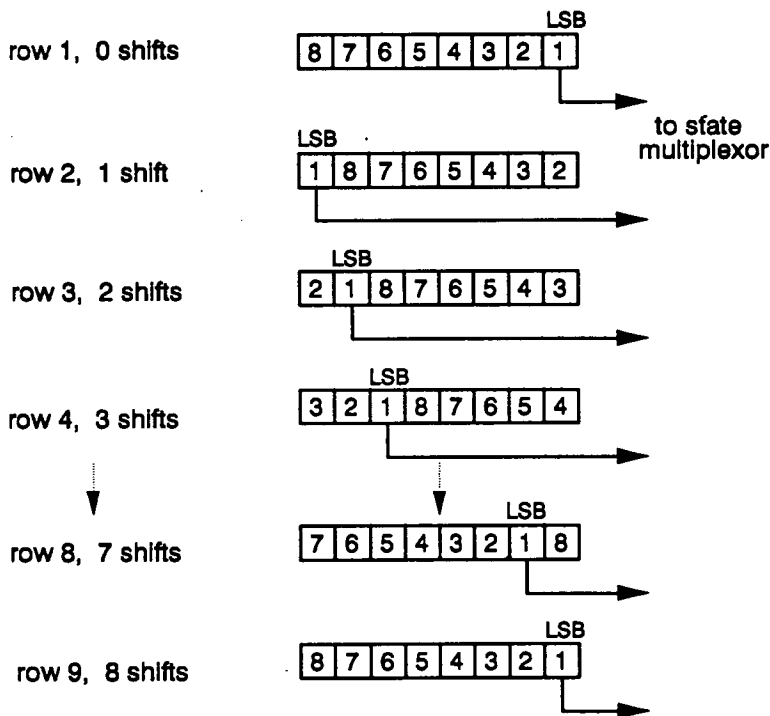 LSB
row 1, 0 shifts 8 7 6 5 4 3 2 1
to sfate
multiplexor
LSB
row 2, 1 shift 1 8 7 6 5 4 3 2
LSB
row 3, 2 shifts 2 1 8 7 6 5 4 3
LSB
row 4, 3 shifts 3 2 1 8 7 6 5 4
LSB
row 8, 7 shifts 7 6 5 4 3 2 1 8
LSB
row 9, 8 shifts 8 7 6 5 4 3 2 1